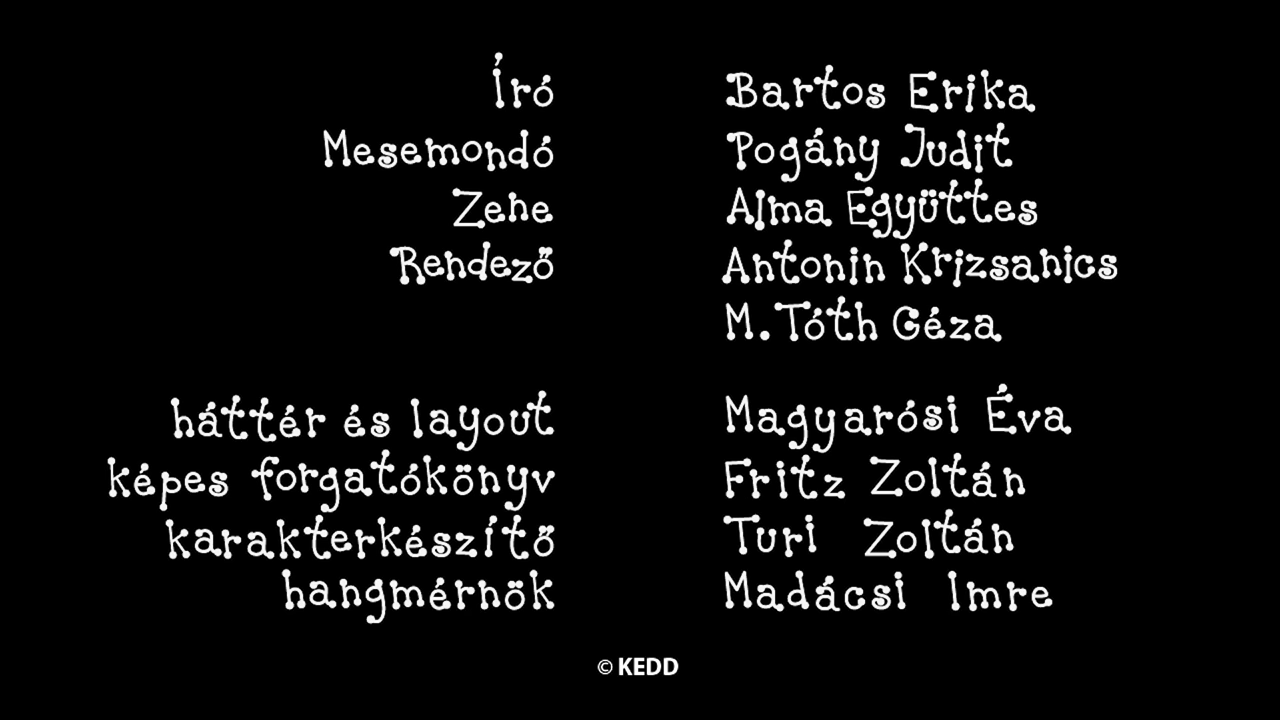 Író Bartos Erika
Mesemondó Pogány Judit
Zene Alma Együttes
Rendező Antonin Krizsanics
M. Tóth Géza
háttér és layout Magyarósi Éva
képes forgatókönyv Fritz Zoltán
karakterkészítő Turi Zoltán
hangmérnök Madácsi Imre
© KEDD